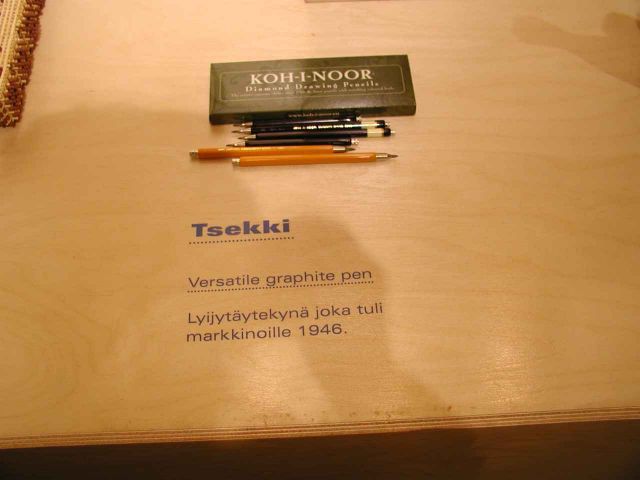 KOH-I-NOOR
Diamond Drawing Pencils
Tsekki
Versatile graphite pen
Lyijytäytekynä joka tuli
markkinoille 1946.